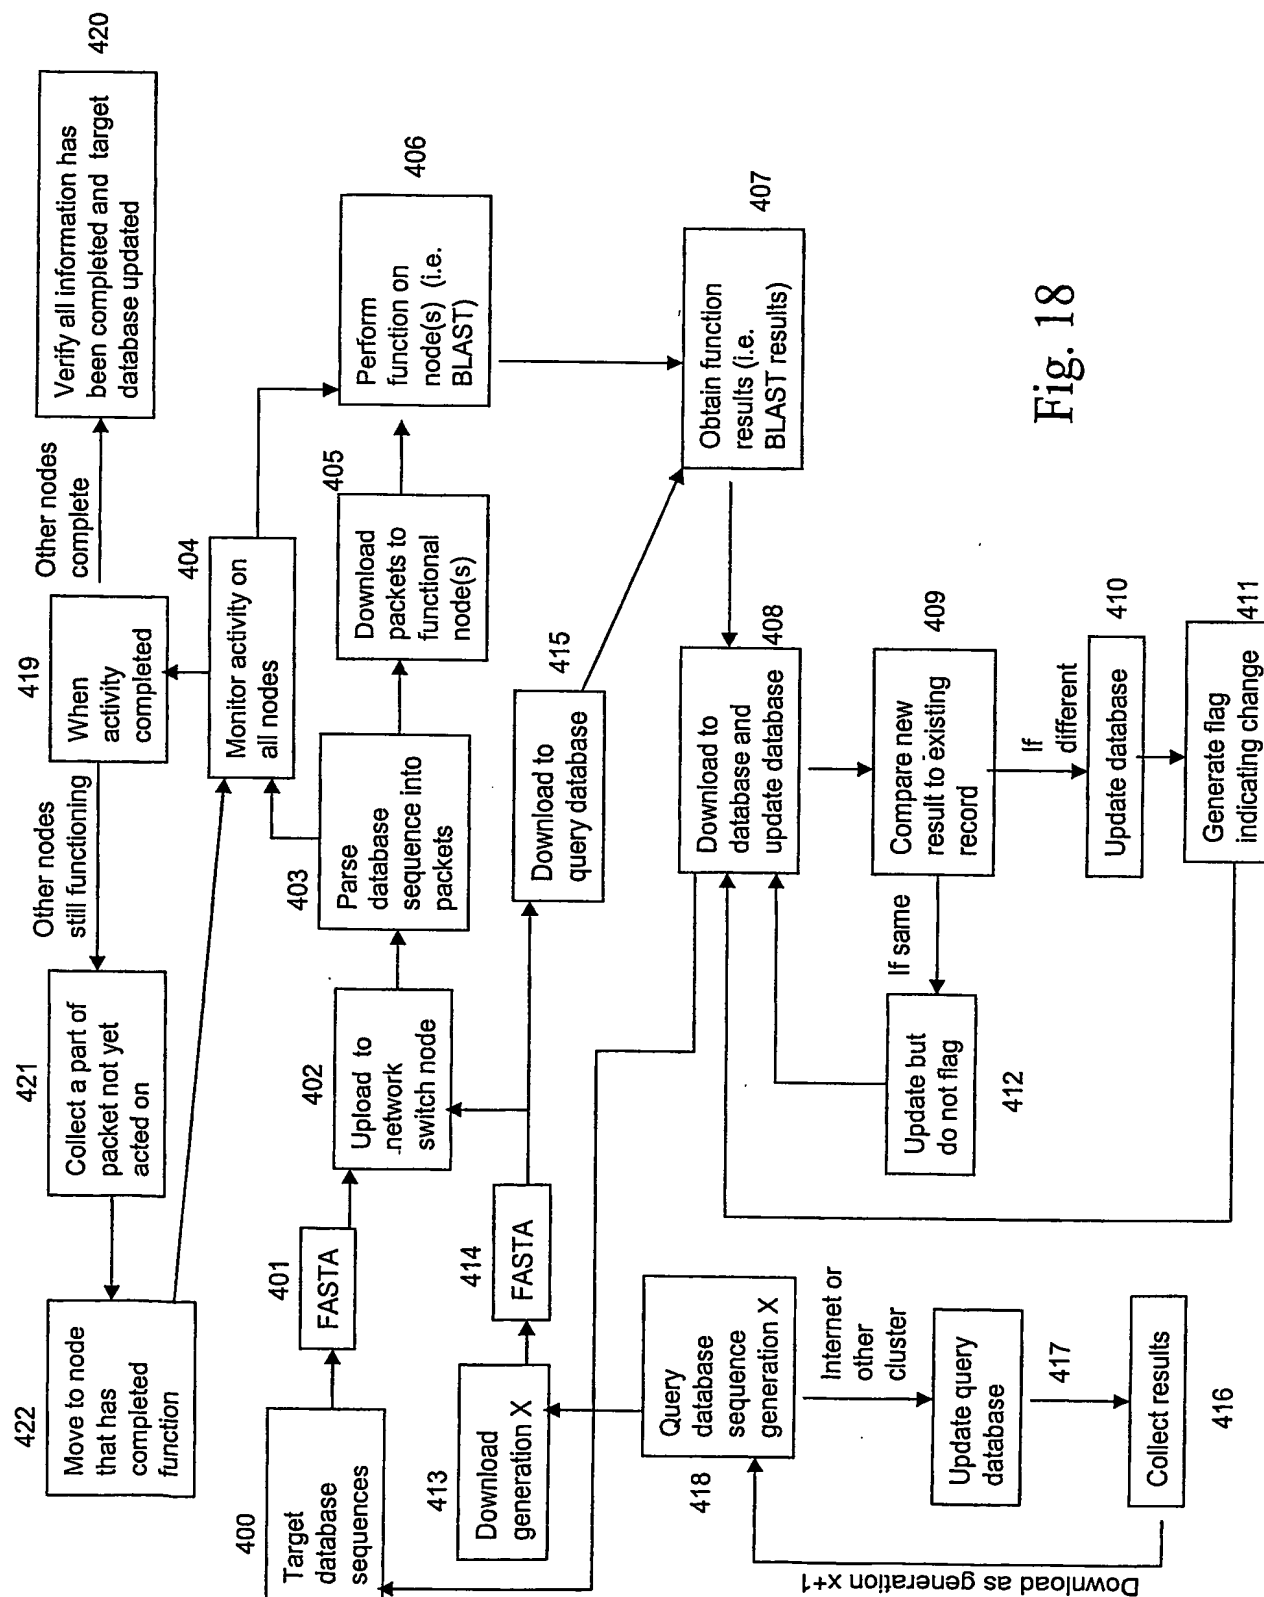 420
Verify all information has
been completed and target
database updated
Other nodes
complete
419
When
activity
completed
Other nodes
still functioning
421
Collect a part of
packet not yet
acted on
422
Move to node
that has
completed
function
404
Monitor activity on
all nodes
406
Perform
function on
node(s) (i.e.
BLAST)
405
Download
packets to
functional
node(s)
403
Parse
database
sequence into
packets
402
Upload to
network
switch node
401
FASTA
400
Target
database
sequences
407
Obtain function
results (i.e.
BLAST results)
415
Download to
query database
414
FASTA
413
Download
generation X
408
Download to
database and
update database
409
Compare new
result to existing
record
If
different
410
Update database
411
Generate flag
indicating change
If same
Update but
do not flag
412
418
Query
database
sequence
generation X
Internet or
other
cluster
Update query
database
417
Collect results
416
Download as generation x+1
Fig. 18